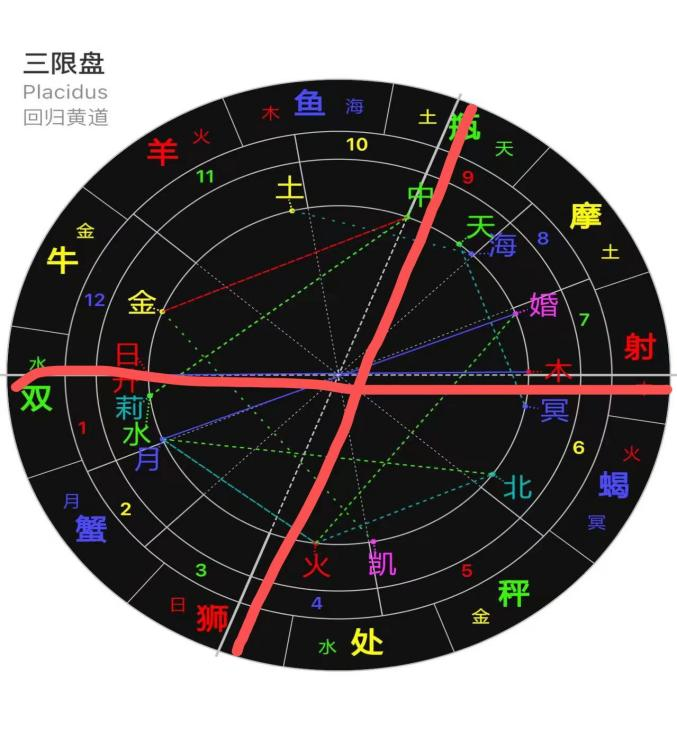 三限盘
Placidus
回归黄道
木 鱼 海
土 瓶 天
羊 火
10
11
9
土
中
天 海
摩 土
8
金
牛
12
金
婚
7
射
水
双
日
升
莉
水
月
木
冥
1
6
火
蝎
冥
月
蟹
2
北
火
凯
3
4
5
日 狮
水 处
金 秤